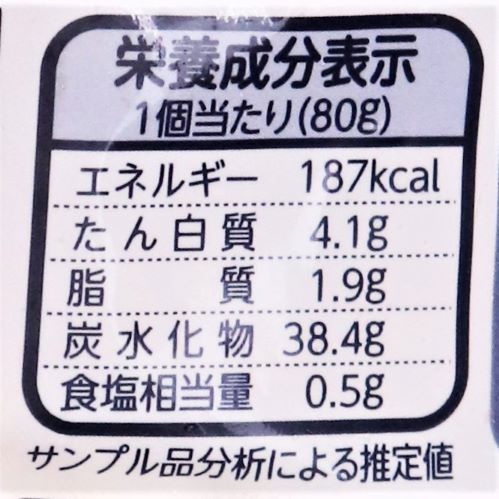 栄養成分表示
1個当たり(80g)
エネルギー 187kcal
たん白質 4.1g
脂質 1.9g
炭水化物 38.4g
食塩相当量 0.5g
サンプル品分析による推定値